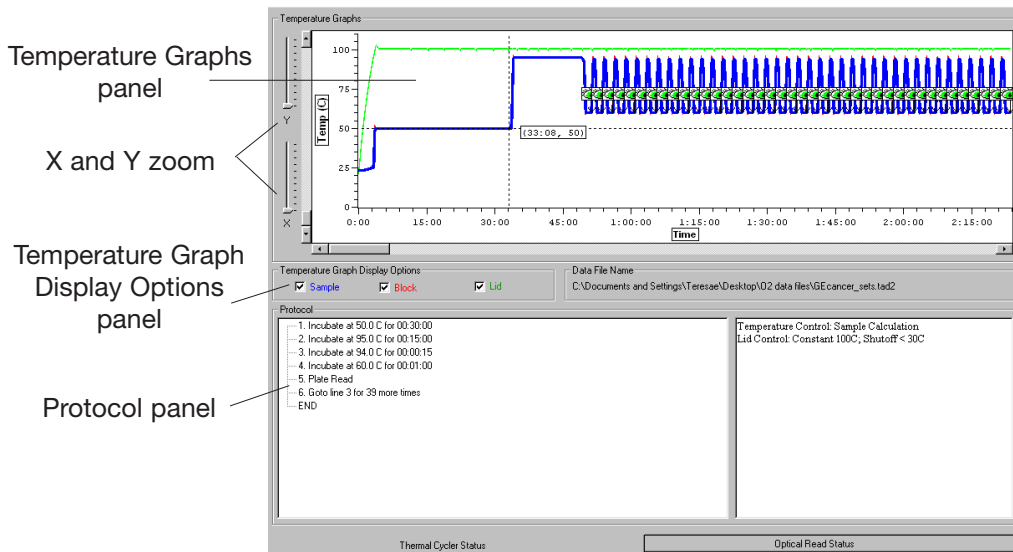 Temperature Graphs
panel
X and Y zoom
Temperature Graph
Display Options
panel
Protocol panel
Temperature Graphs
Y
X
Temp (C)
100
75
50
25
0
(33:08, 50)
0:00 15:00 30:00 45:00 1:00:00 1:15:00 1:30:00 1:45:00 2:00:00 2:15:00
Time
Temperature Graph Display Options
Sample Block Lid
Data File Name
C:\Documents and Settings\Teresae\Desktop\O2 data files\GEcancer_sets.tad2
Protocol
1. Incubate at 50.0 C for 00:30:00
2. Incubate at 95.0 C for 00:15:00
3. Incubate at 94.0 C for 00:00:15
4. Incubate at 60.0 C for 00:01:00
5. Plate Read
6. Goto line 3 for 39 more times
END
Temperature Control: Sample Calculation
Lid Control: Constant 100C; Shutoff < 30C
Thermal Cycler Status
Optical Read Status